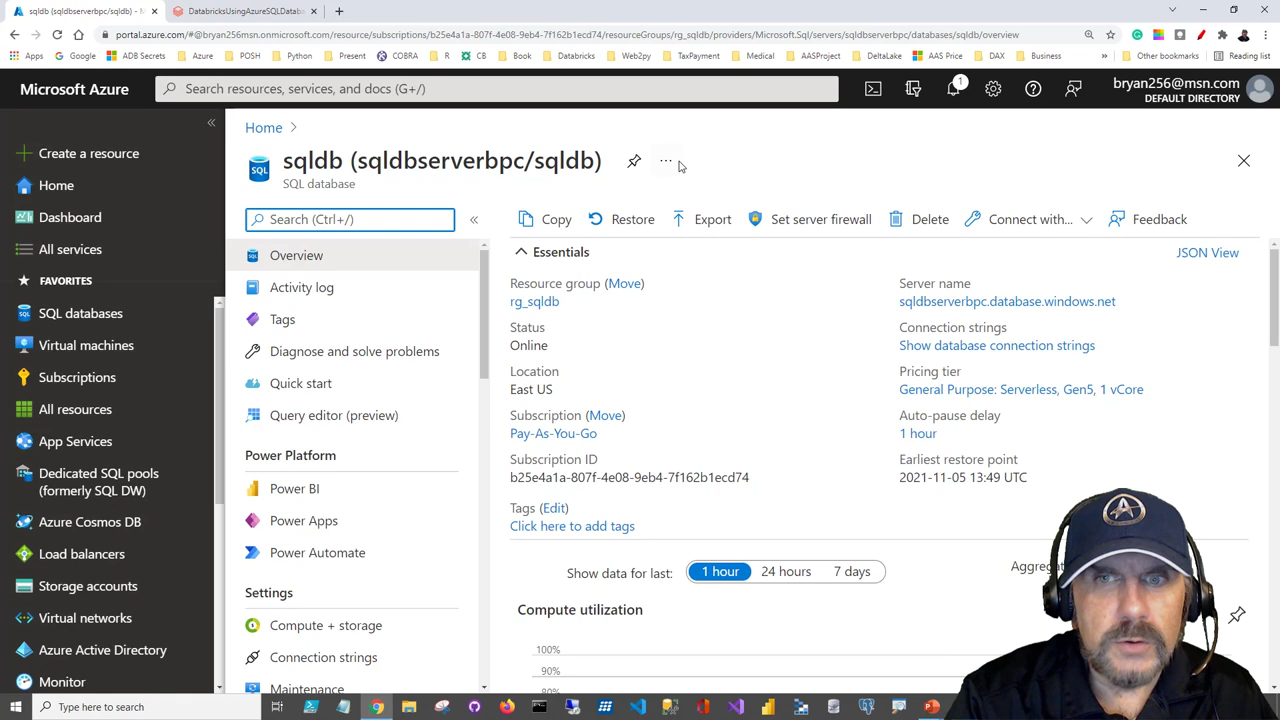 sqldb (sqldbserverbpc/sqldb) - M
DatabricksUsingAzureSQLDataba
portal.azure.com/#@bryan256msn.onmicrosoft.com/resource/subscriptions/b25e4a1a-807f-4e08-9eb4-7f162b1ecd74/resourceGroups/rg_sqldb/providers/Microsoft.Sql/servers/sqldbserverbpc/databases/sqldb/overview
Apps Google ADB Secrets Azure POSH Python Present COBRA R CB Book Databricks Web2py TaxPayment Medical AASProject DeltaLake AAS Price DAX Business » Other bookmarks Reading list
Microsoft Azure
Search resources, services, and docs (G+/)
1
bryan256@msn.com
DEFAULT DIRECTORY
Create a resource
Home
Dashboard
All services
FAVORITES
SQL databases
Virtual machines
Subscriptions
All resources
App Services
Dedicated SQL pools
(formerly SQL DW)
Azure Cosmos DB
Load balancers
Storage accounts
Virtual networks
Azure Active Directory
Monitor
Home
SQL
sqldb (sqldbserverbpc/sqldb)
SQL database
Search (Ctrl+/)
Overview
Activity log
Tags
Diagnose and solve problems
Quick start
Query editor (preview)
Power Platform
Power BI
Power Apps
Power Automate
Settings
Compute + storage
Connection strings
Maintenance
Copy Restore Export Set server firewall Delete Connect with... Feedback
Essentials
JSON View
Resource group (Move)
rg_sqldb
Status
Online
Location
East US
Subscription (Move)
Pay-As-You-Go
Subscription ID
b25e4a1a-807f-4e08-9eb4-7f162b1ecd74
Tags (Edit)
Click here to add tags
Server name
sqldbserverbpc.database.windows.net
Connection strings
Show database connection strings
Pricing tier
General Purpose: Serverless, Gen5, 1 vCore
Auto-pause delay
1 hour
Earliest restore point
2021-11-05 13:49 UTC
Show data for last: 1 hour 24 hours 7 days
Compute utilization
100%
90%
80%
Type here to search